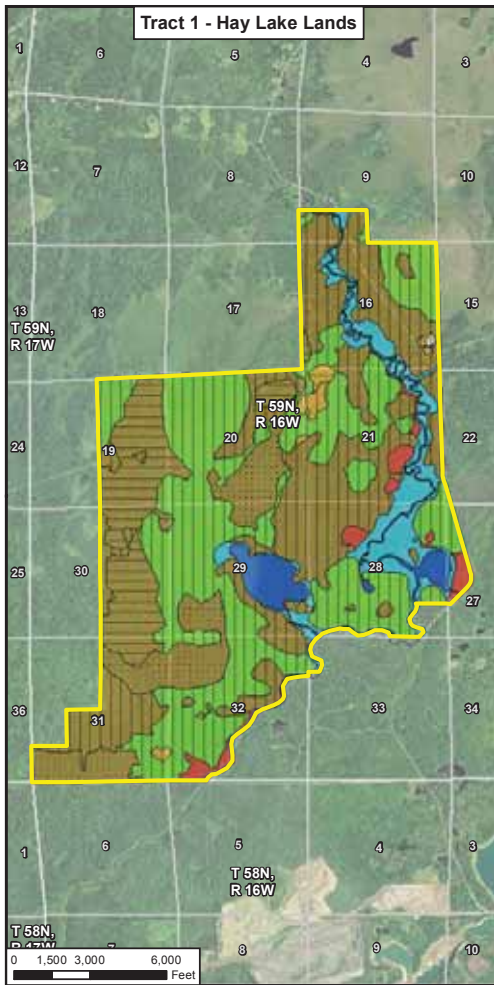 Tract 1 - Hay Lake Lands
1 6 5 4 3
12 7 8 9 10
13 18 17 16 15
T 59N,
R 17W
T 59N,
R 16W
24 19 20 21 22
25 30 29 28 27
36 31 32 33 34
1 6 5 4 3
T 58N,
R 16W
T 58N,
R 17W
7 8 9 10
0 1,500 3,000 6,000
Feet